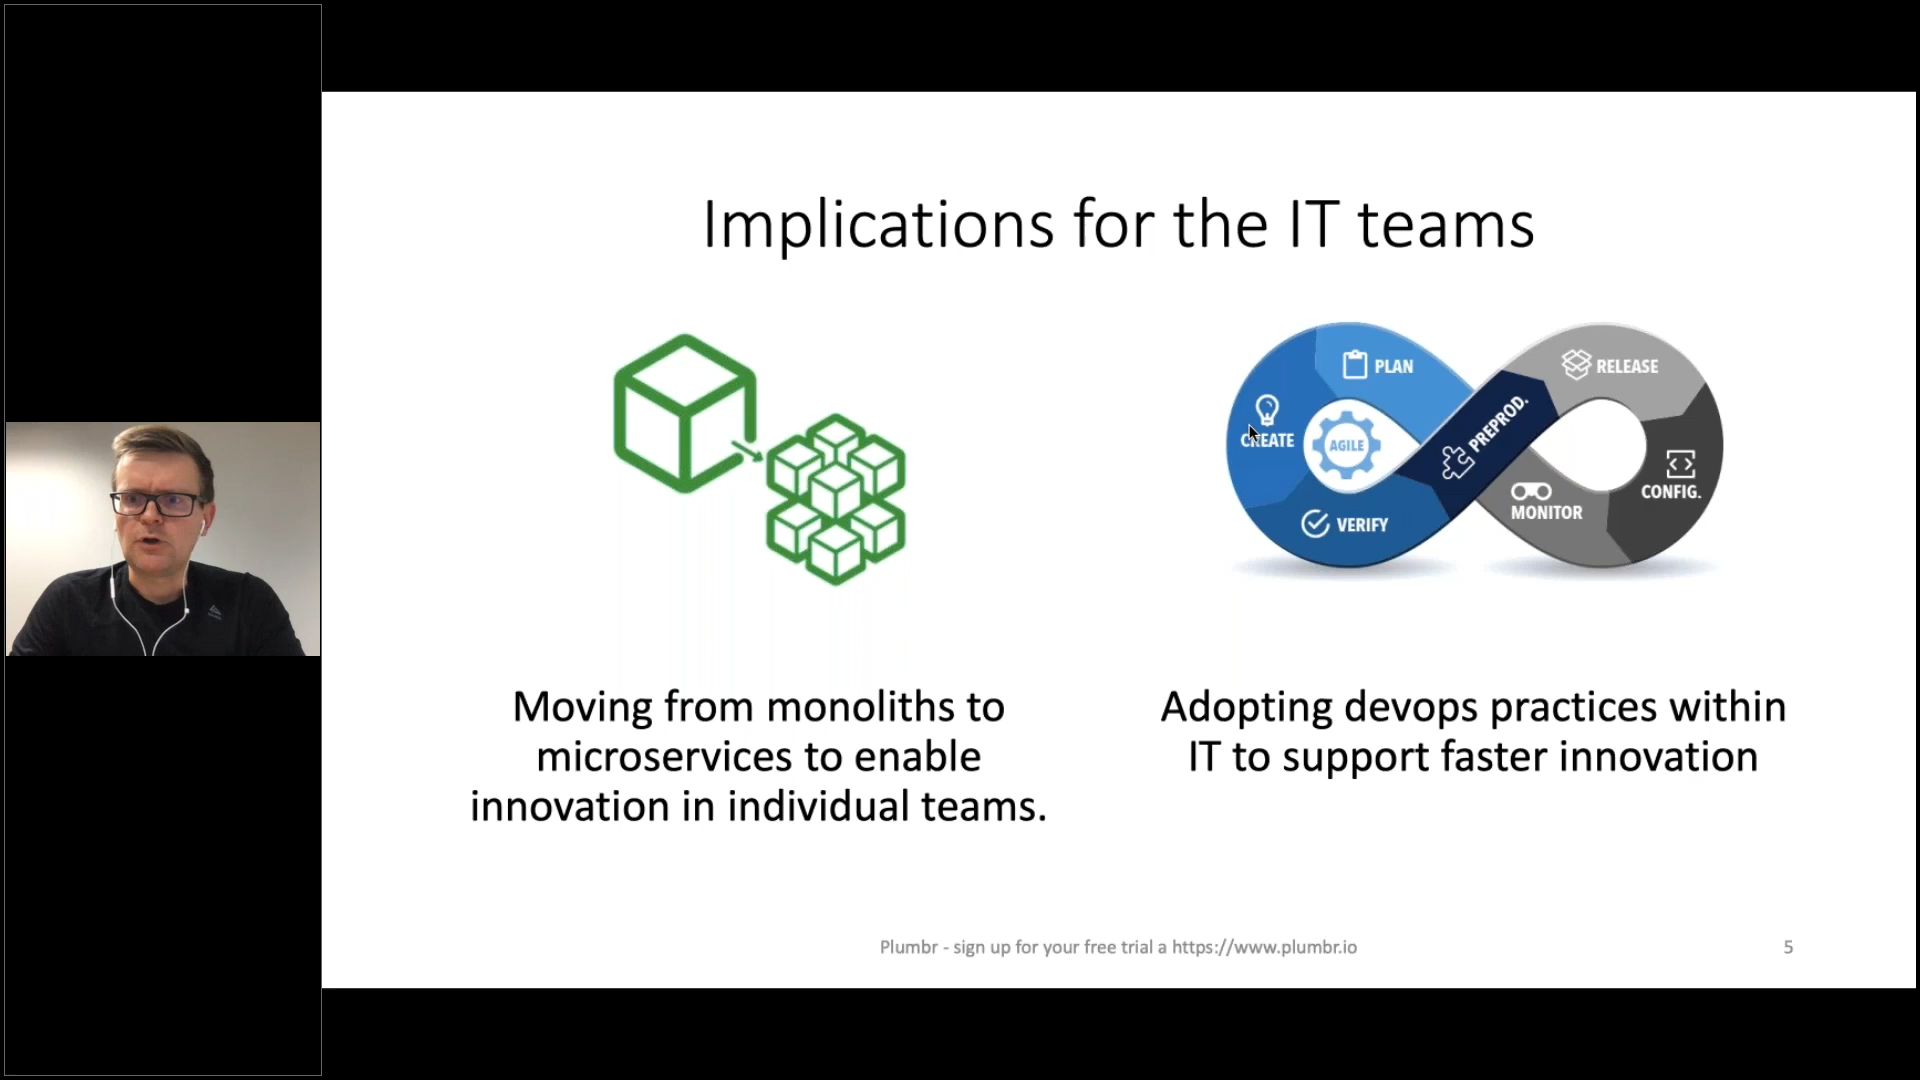 Implications for the IT teams
PLAN
CREATE
AGILE
VERIFY
PREPROD.
RELEASE
CONFIG.
MONITOR
Moving from monoliths to
microservices to enable
innovation in individual teams.
Adopting devops practices within
IT to support faster innovation
Plumbr - sign up for your free trial a https://www.plumbr.io
5